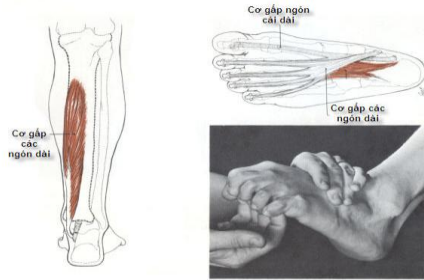 Cơ gấp
các
ngón dài
Cơ gấp ngón
cái dài
Cơ gấp các
ngón dài